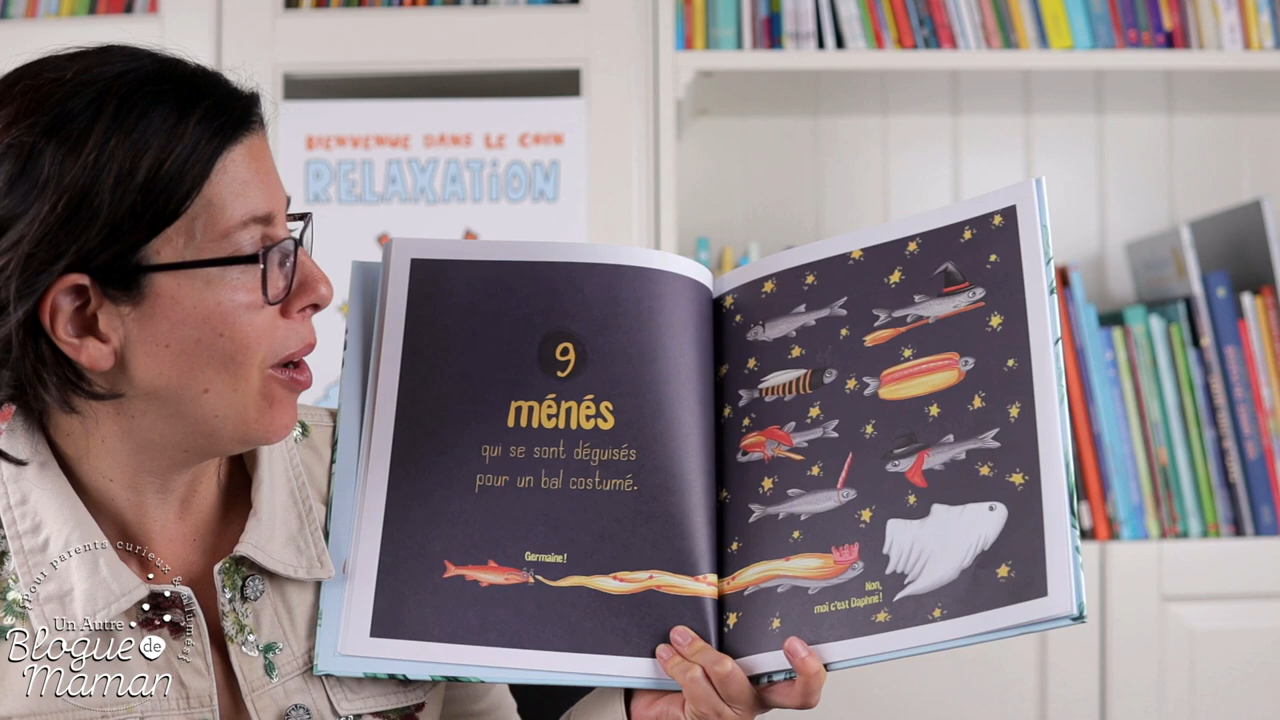 BIENVENUE DANS LE COIN
RELAXATION
9
ménés
qui se sont déguisés
pour un bal costumé.
Germaine!
Non,
moi c'est Daphné!
Pour parents curieux & allumés!
Un Autre
Blogue de
Maman